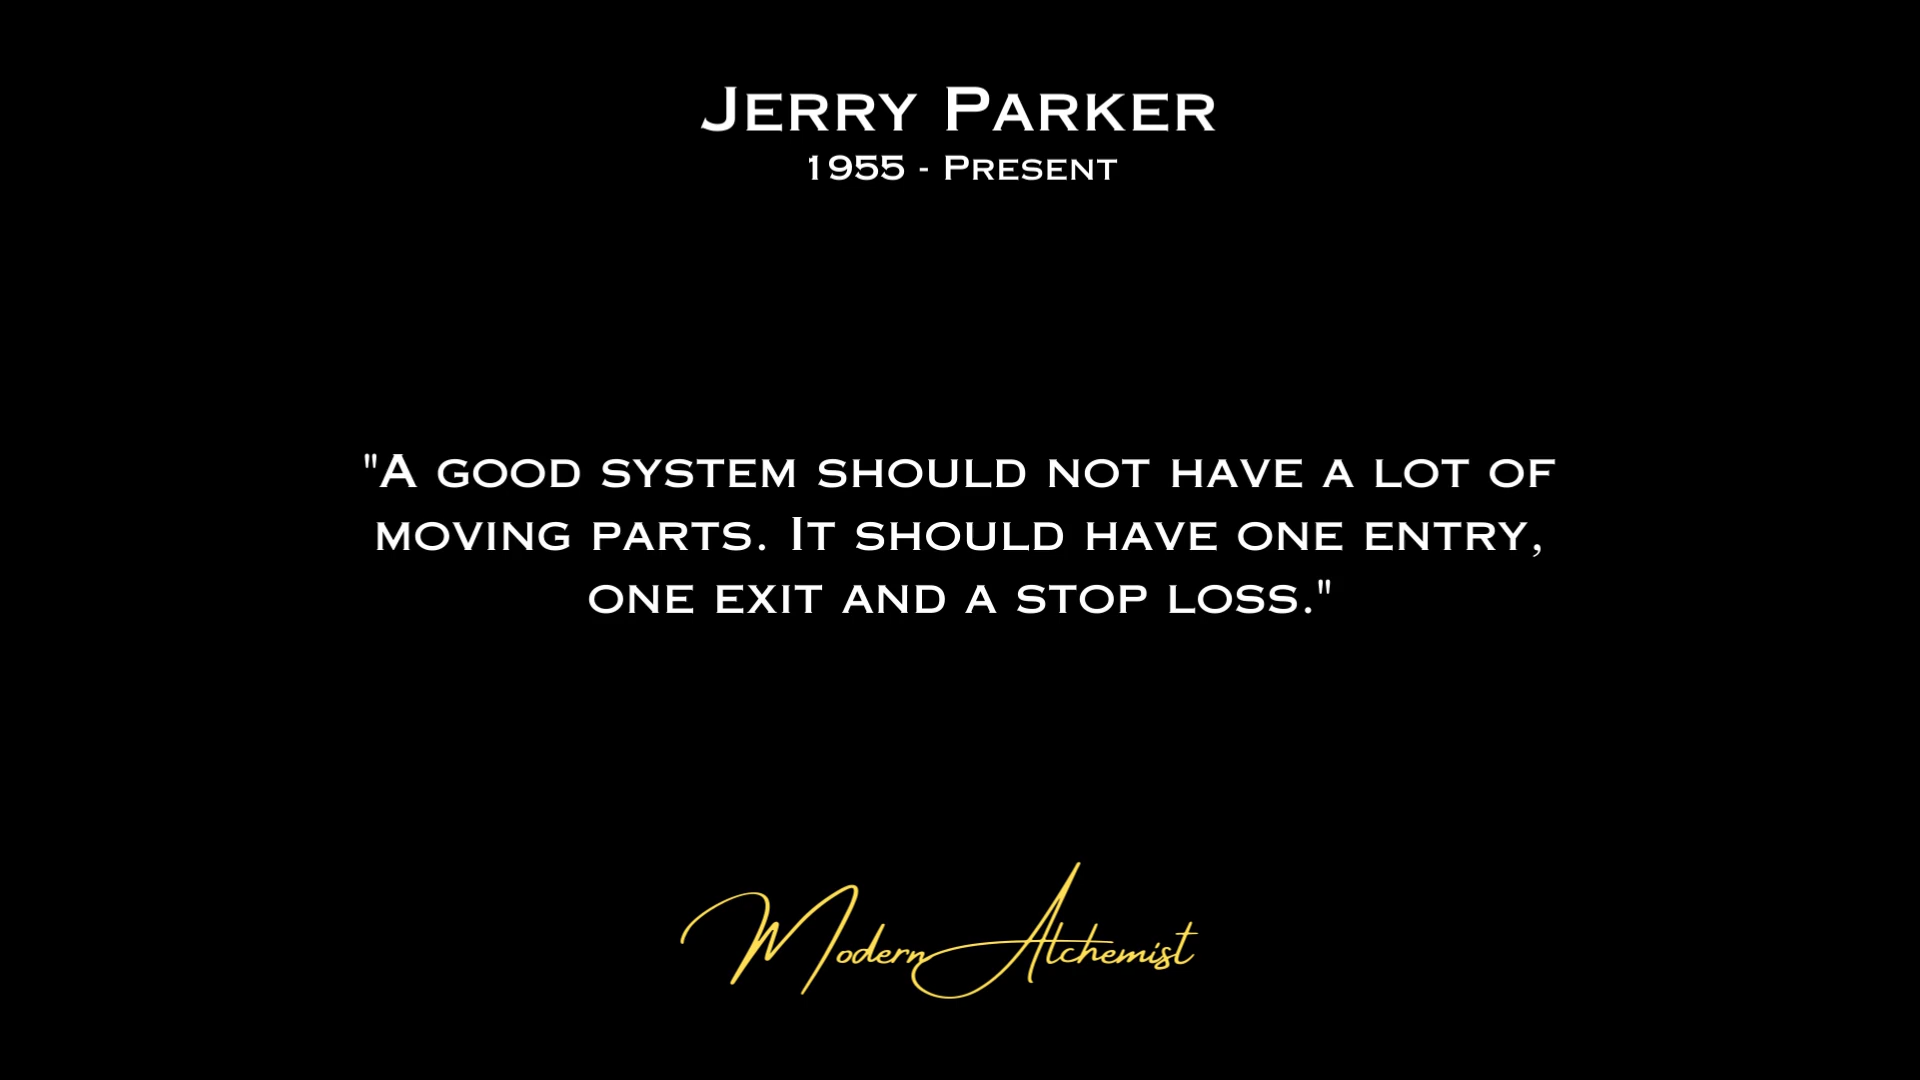 Jerry Parker
1955 - Present
"A good system should not have a lot of
moving parts. It should have one entry,
one exit and a stop loss."
Modern Alchemist